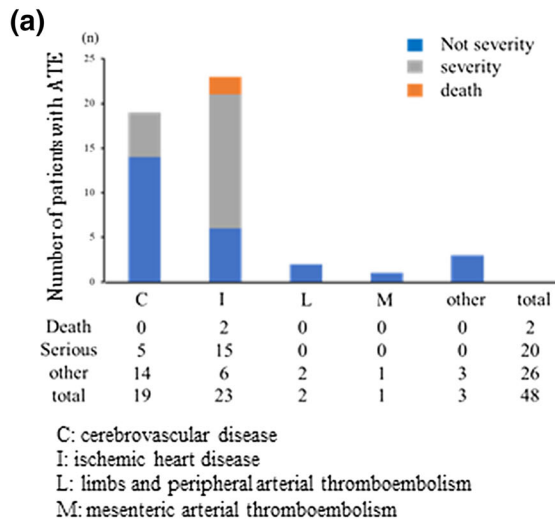 (a)
(n)
Number of patients with ATE
25
20
15
10
5
0
Not severity
severity
death
C I L M other total
Death 0 2 0 0 0 2
Serious 5 15 0 0 0 20
other 14 6 2 1 3 26
total 19 23 2 1 3 48
C: cerebrovascular disease
I: ischemic heart disease
L: limbs and peripheral arterial thromboembolism
M: mesenteric arterial thromboembolism